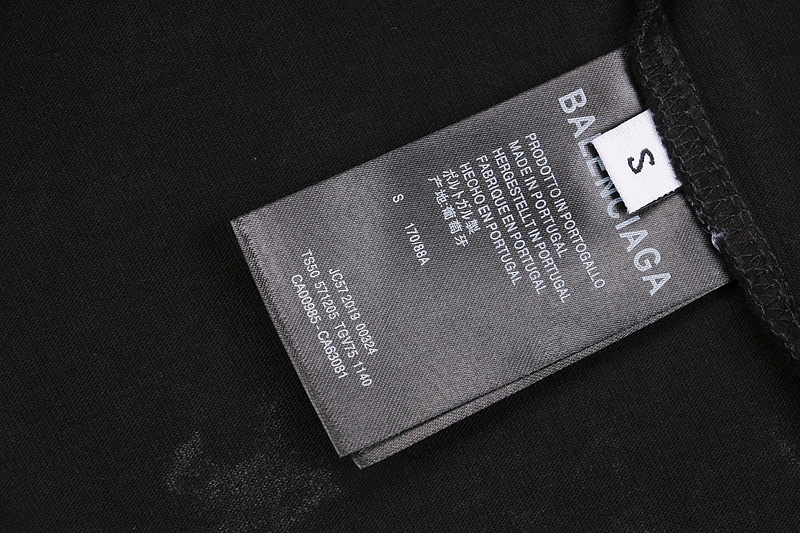 BALENCIAGA
S
PRODOTTO IN PORTOGALLO
MADE IN PORTUGAL
HERGESTELLT IN PORTUGAL
FABRIQUE EN PORTUGAL
HECHO EN PORTUGAL
ポルトガル製
产地:葡萄牙
S 170/88A
JC57 2019 00324
TS50 571205 TGV75 1140
CA00985 - CA63081